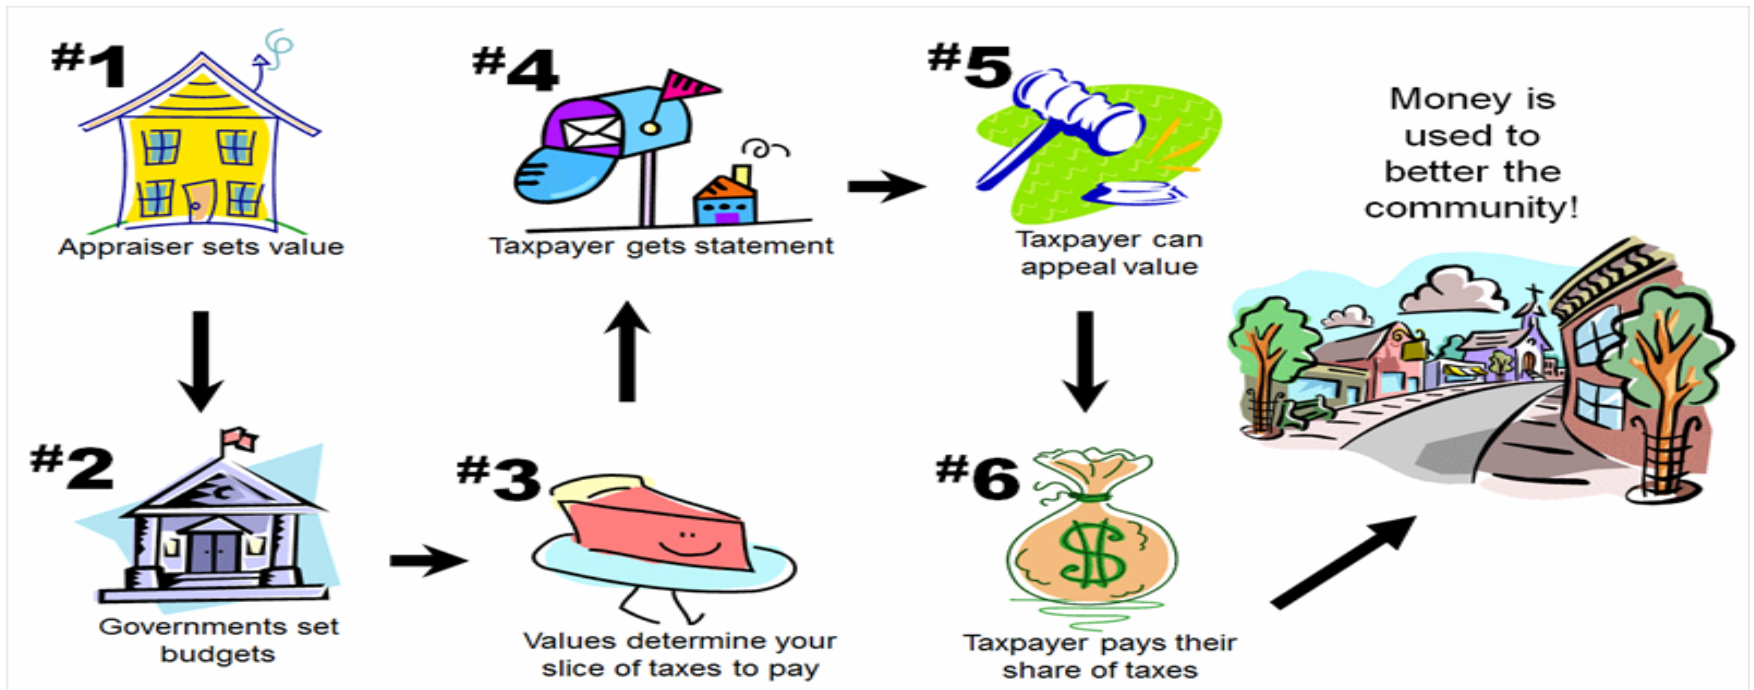 #1
Appraiser sets value
#2
Governments set
budgets
#3
Values determine your
slice of taxes to pay
#4
Taxpayer gets statement
#5
Taxpayer can
appeal value
#6
$
Taxpayer pays their
share of taxes
Money is
used to
better the
community!